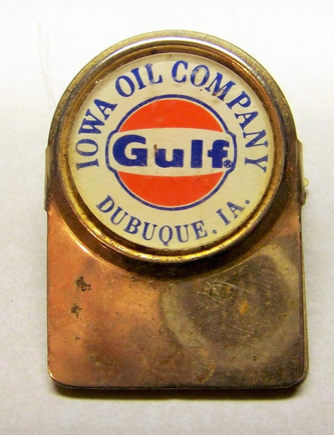 IOWA OIL COMPANY
Gulf®
DUBUQUE, IA.